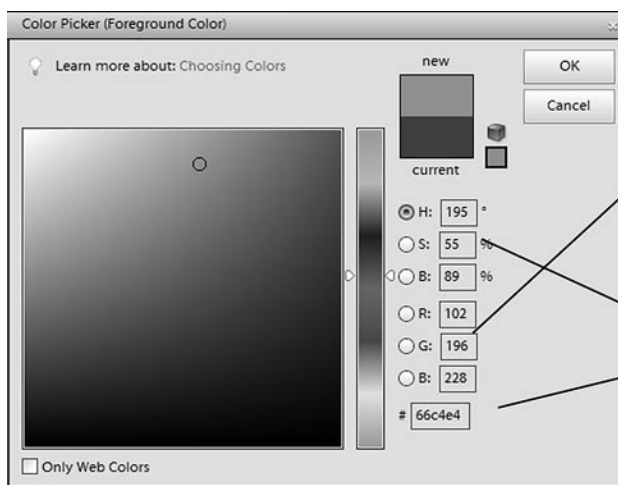 Color Picker (Foreground Color)
Learn more about: Choosing Colors
new
OK
Cancel
current
H: 195 °
S: 55 %
B: 89 %
R: 102
G: 196
B: 228
# 66c4e4
Only Web Colors